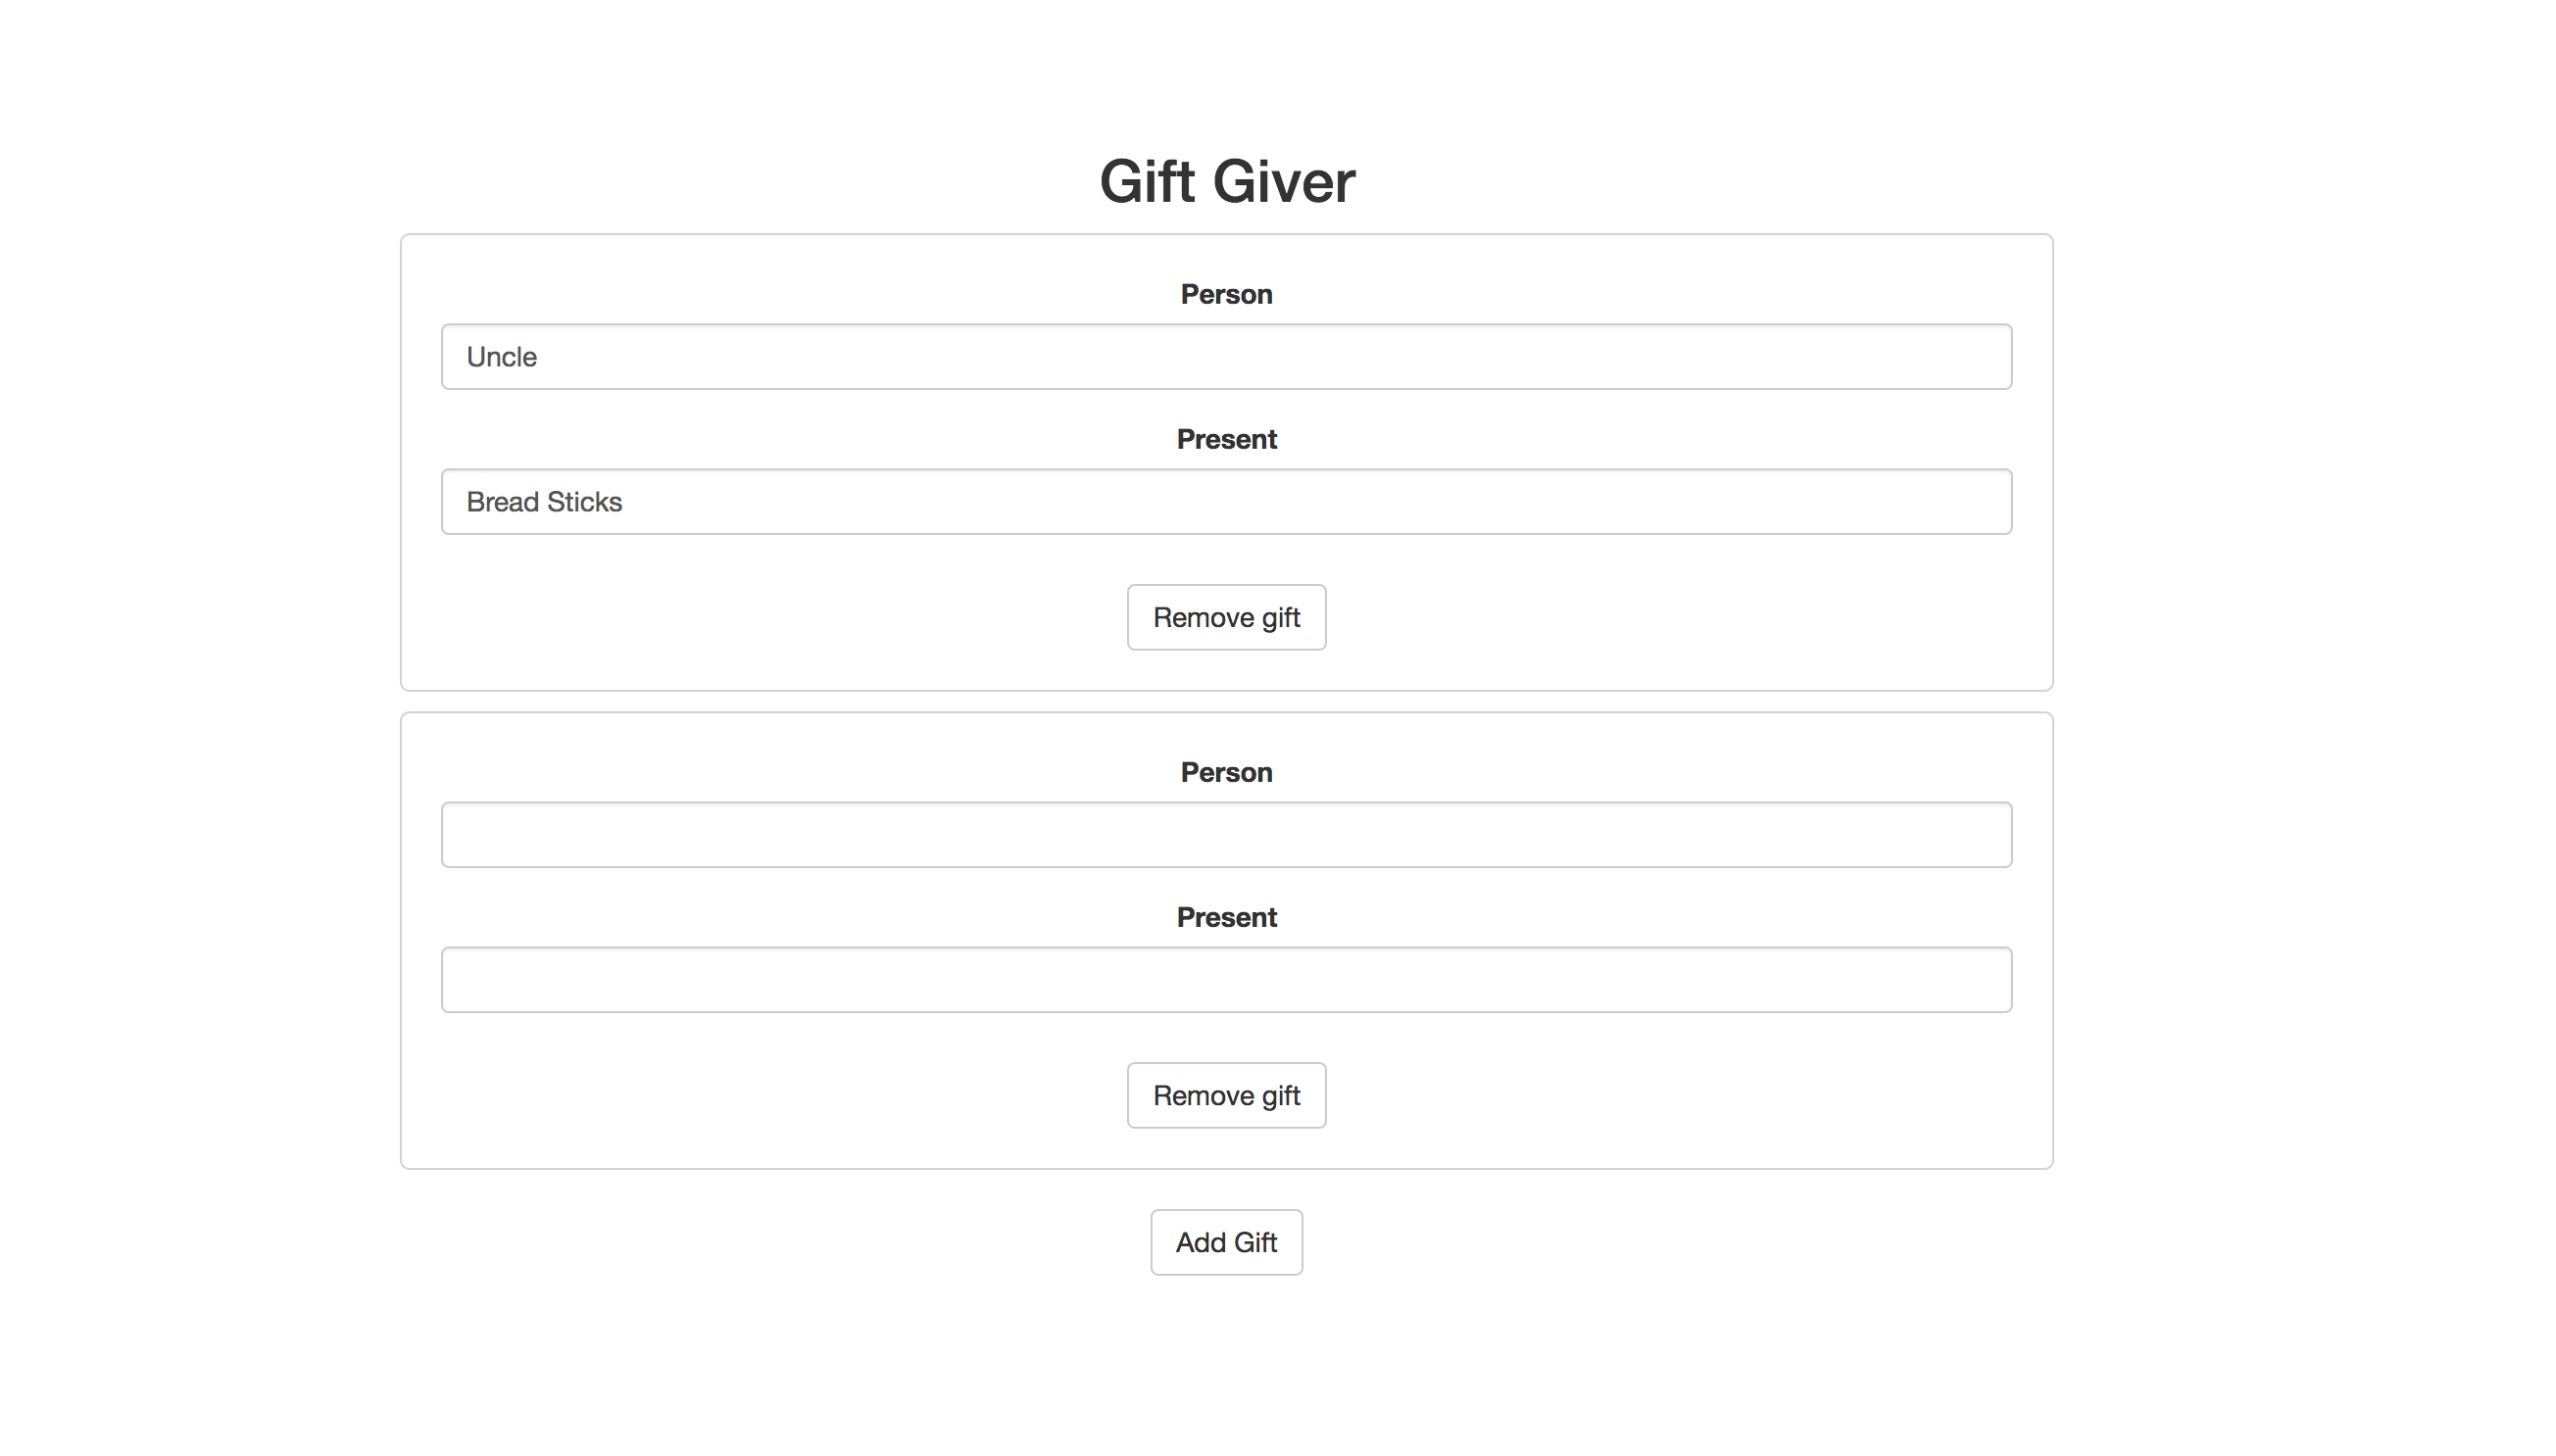 Gift Giver
Person
Uncle
Present
Bread Sticks
Remove gift
Person
Present
Remove gift
Add Gift